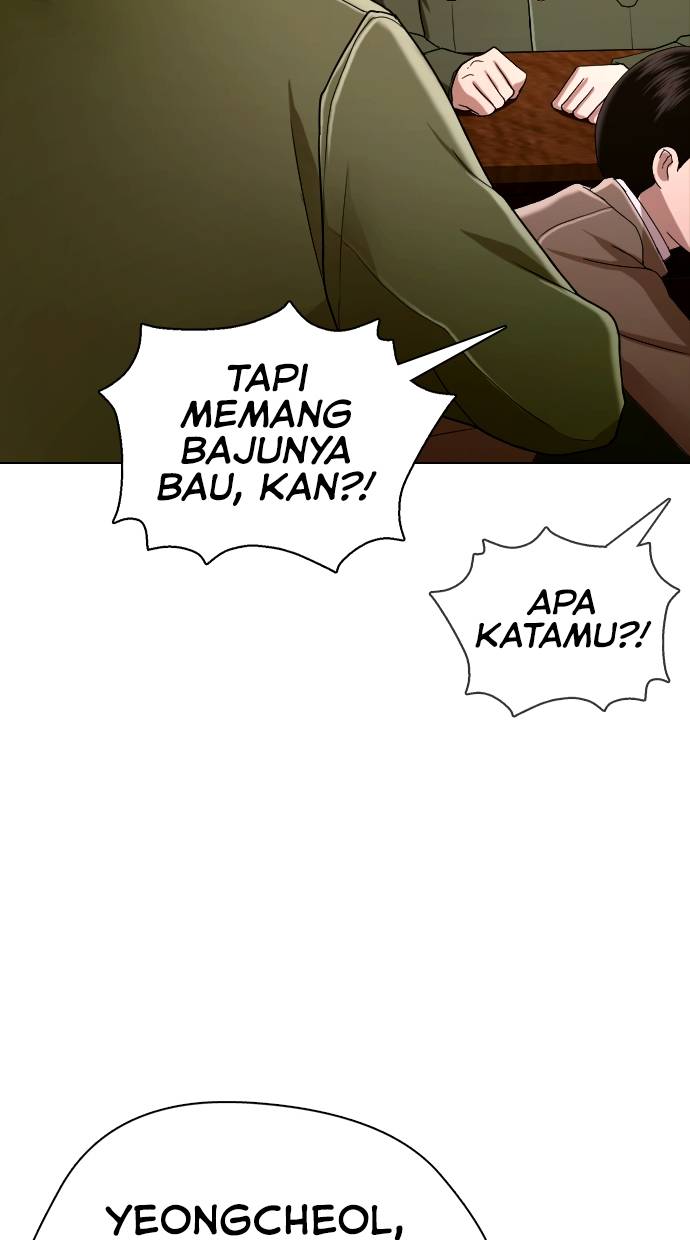 TAPI
MEMANG
BAJUNYA
BAU, KAN?!
APA
KATAMU?!
YEONGCHEOL,